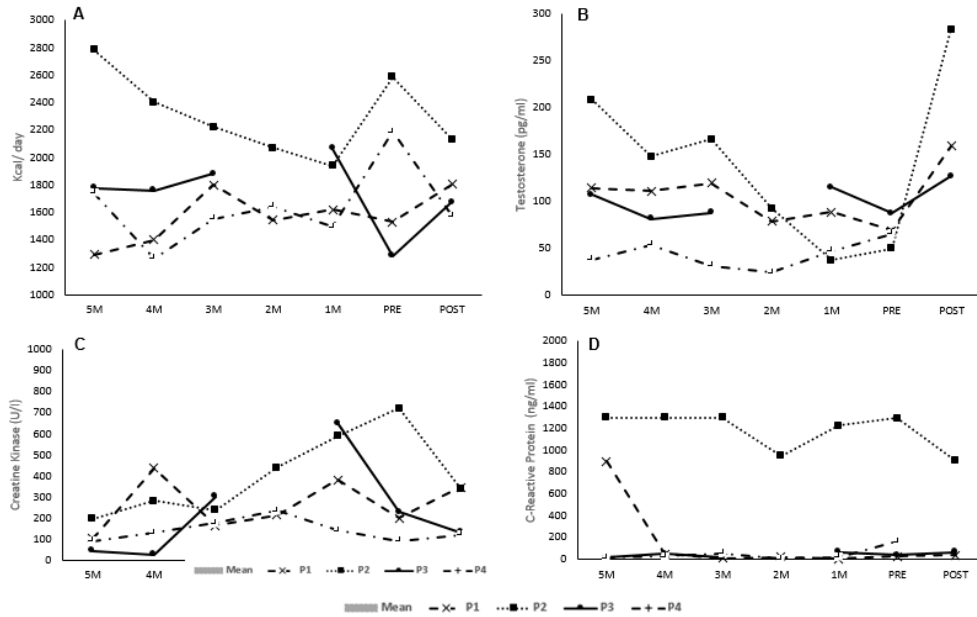 A
3000
2800
2600
2400
2200
2000
1800
1600
1400
1200
1000
Kcal/ day
5M 4M 3M 2M 1M PRE POST
B
300
250
200
150
100
50
0
Testosterone (pg/ml)
5M 4M 3M 2M 1M PRE POST
C
1000
900
800
700
600
500
400
300
200
100
0
Creatine Kinase (U/l)
5M 4M
Mean P1 P2 P3 P4
D
2000
1800
1600
1400
1200
1000
800
600
400
200
0
C-Reactive Protein (ng/ml)
5M 4M 3M 2M 1M PRE POST
Mean P1 P2 P3 P4